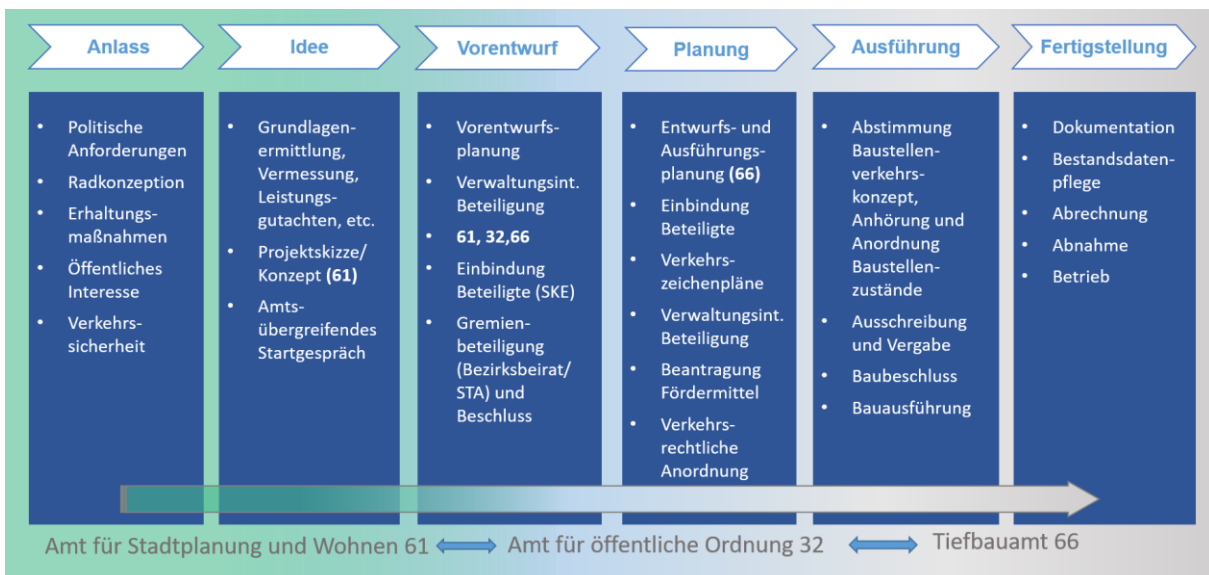 Anlass
Idee
Vorentwurf
Planung
Ausführung
Fertigstellung
• Politische
Anforderungen
• Radkonzeption
• Erhaltungs-
maßnahmen
• Öffentliches
Interesse
• Verkehrs-
sicherheit
• Grundlagen-
ermittlung,
Vermessung,
Leistungs-
gutachten, etc.
• Projektskizze/
Konzept (61)
• Amts-
übergreifendes
Startgespräch
• Vorentwurfs-
planung
• Verwaltungsint.
Beteiligung
• 61, 32,66
• Einbindung
Beteiligte (SKE)
• Gremien-
beteiligung
(Bezirksbeirat/
STA) und
Beschluss
• Entwurfs- und
Ausführungs-
planung (66)
• Einbindung
Beteiligte
• Verkehrs-
zeichenpläne
• Verwaltungsint.
Beteiligung
• Beantragung
Fördermittel
• Verkehrs-
rechtliche
Anordnung
• Abstimmung
Baustellen-
verkehrs-
konzept,
Anhörung und
Anordnung
Baustellen-
zustände
• Ausschreibung
und Vergabe
• Baubeschluss
• Bauausführung
• Dokumentation
• Bestandsdaten-
pflege
• Abrechnung
• Abnahme
• Betrieb
Amt für Stadtplanung und Wohnen 61
Amt für öffentliche Ordnung 32
Tiefbauamt 66